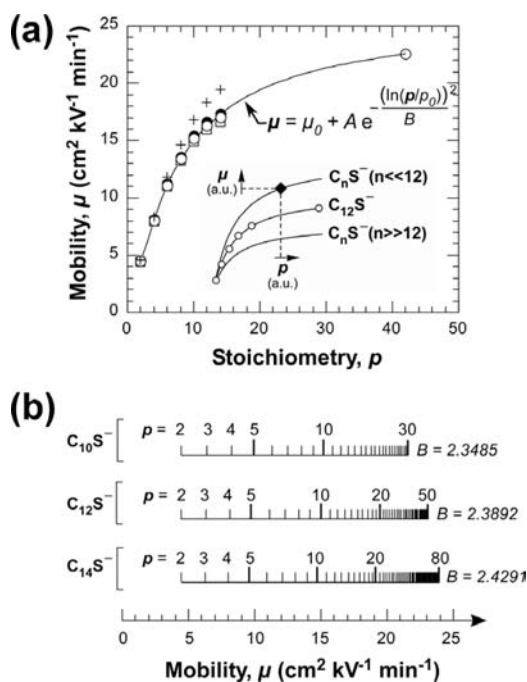 (a)
25
20
15
10
5
0
Mobility, μ (cm² kV⁻¹ min⁻¹)
μ = μ₀ + A e
- (ln(p/p₀))²
B
μ
(a.u.)
CₙS⁻(n<<12)
C₁₂S⁻
CₙS⁻(n>>12)
p
(a.u.)
0 10 20 30 40 50
Stoichiometry, p
(b)
C₁₀S⁻
p = 2 3 4 5 10 30
B = 2.3485
C₁₂S⁻
p = 2 3 4 5 10 20 50
B = 2.3892
C₁₄S⁻
p = 2 3 4 5 10 20 80
B = 2.4291
0 5 10 15 20 25
Mobility, μ (cm² kV⁻¹ min⁻¹)